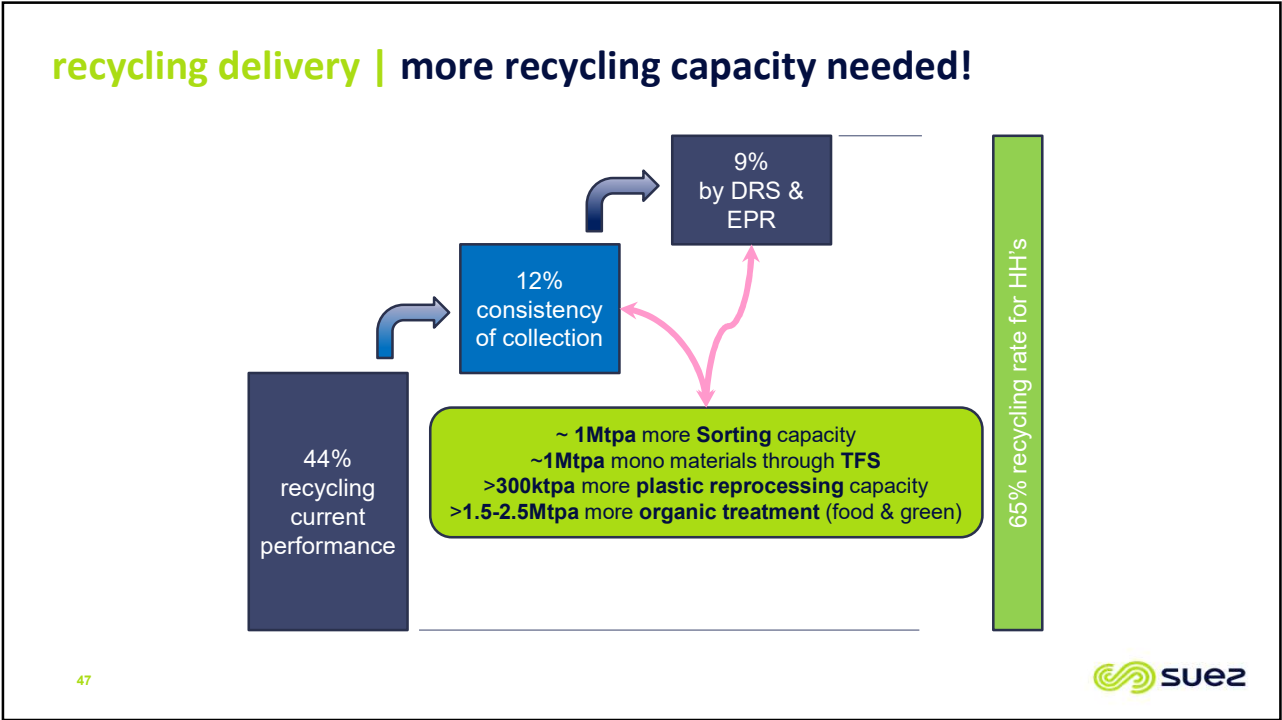 recycling delivery | more recycling capacity needed!
9%
by DRS &
EPR
12%
consistency
of collection
44%
recycling
current
performance
~ 1Mtpa more Sorting capacity
~1Mtpa mono materials through TFS
>300ktpa more plastic reprocessing capacity
>1.5-2.5Mtpa more organic treatment (food & green)
65% recycling rate for HH's
47
suez